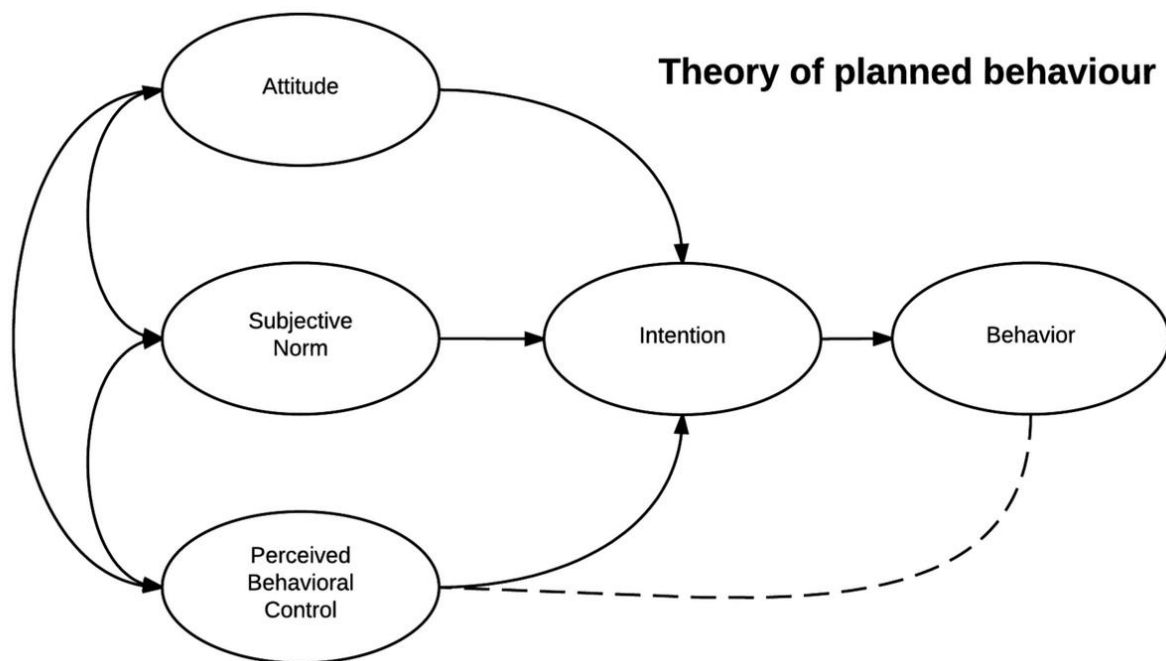 Theory of planned behaviour
Attitude
Subjective
Norm
Intention
Behavior
Perceived
Behavioral
Control